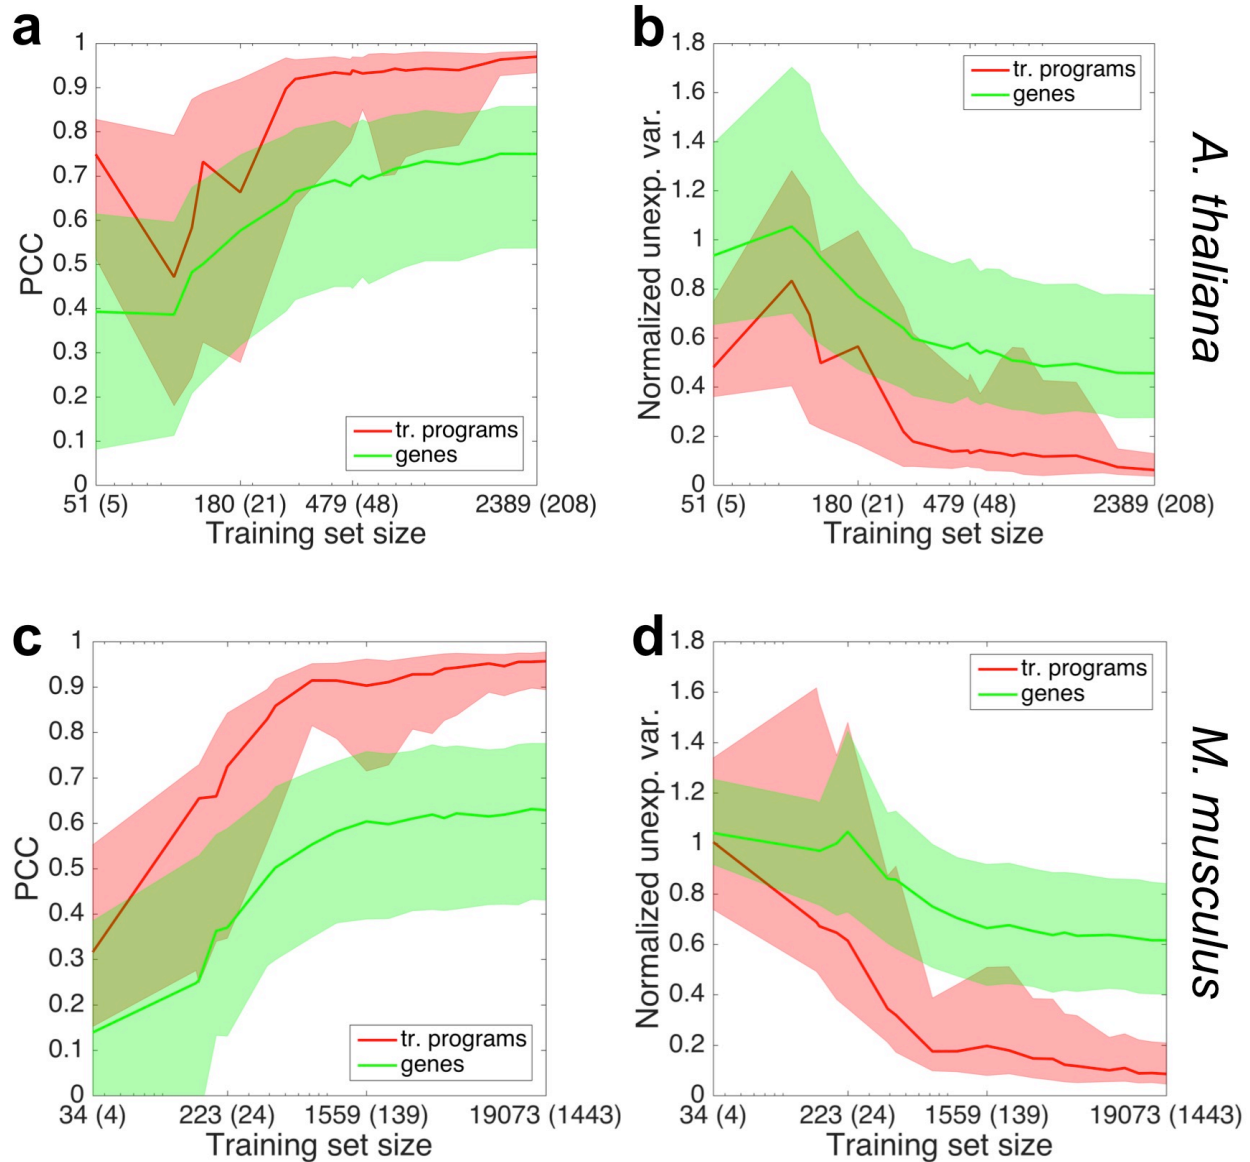 a
1
0.9
0.8
0.7
0.6
0.5
0.4
0.3
0.2
0.1
0
PCC
tr. programs
genes
51 (5) 180 (21) 479 (48) 2389 (208)
Training set size
b
1.8
1.6
1.4
1.2
1
0.8
0.6
0.4
0.2
0
Normalized unexp. var.
tr. programs
genes
51 (5) 180 (21) 479 (48) 2389 (208)
Training set size
A. thaliana
c
1
0.9
0.8
0.7
0.6
0.5
0.4
0.3
0.2
0.1
0
PCC
tr. programs
genes
34 (4) 223 (24) 1559 (139) 19073 (1443)
Training set size
d
1.8
1.6
1.4
1.2
1
0.8
0.6
0.4
0.2
0
Normalized unexp. var.
tr. programs
genes
34 (4) 223 (24) 1559 (139) 19073 (1443)
Training set size
M. musculus